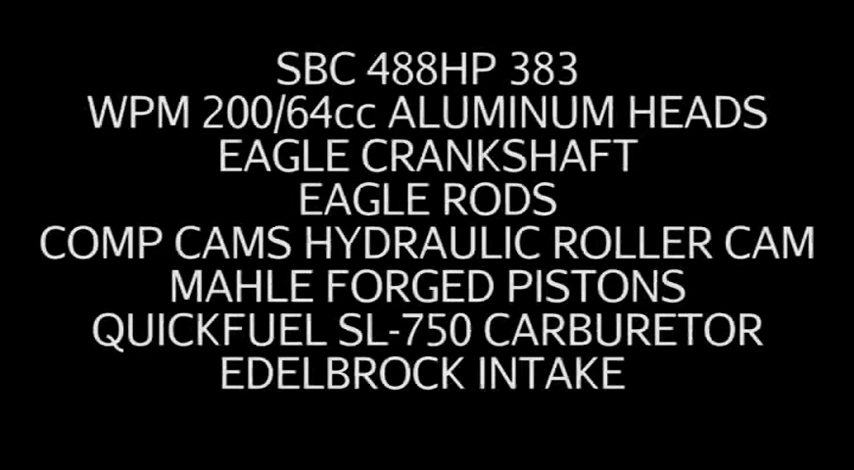 SBC 488HP 383
WPM 200/64cc ALUMINUM HEADS
EAGLE CRANKSHAFT
EAGLE RODS
COMP CAMS HYDRAULIC ROLLER CAM
MAHLE FORGED PISTONS
QUICKFUEL SL-750 CARBURETOR
EDELBROCK INTAKE